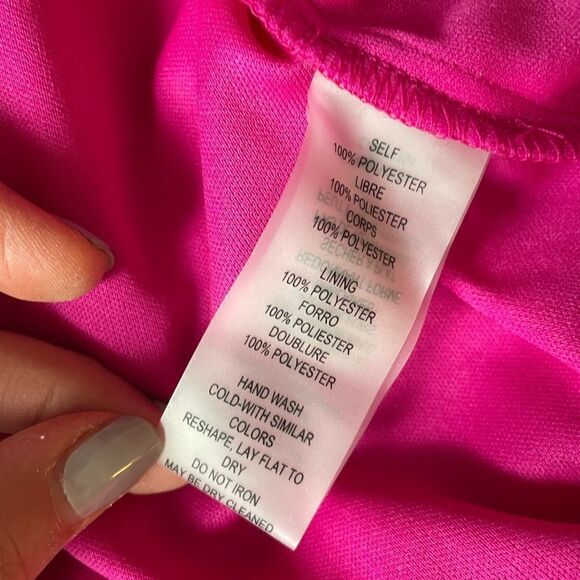 SELF
100% POLYESTER
LIBRE
100% POLIESTER
CORPS
100% POLYESTER
LINING
100% POLYESTER
FORRO
100% POLIESTER
DOUBLURE
100% POLYESTER
HAND WASH
COLD-WITH SIMILAR
COLORS
RESHAPE, LAY FLAT TO
DRY
DO NOT IRON
MAY BE DRY CLEANED